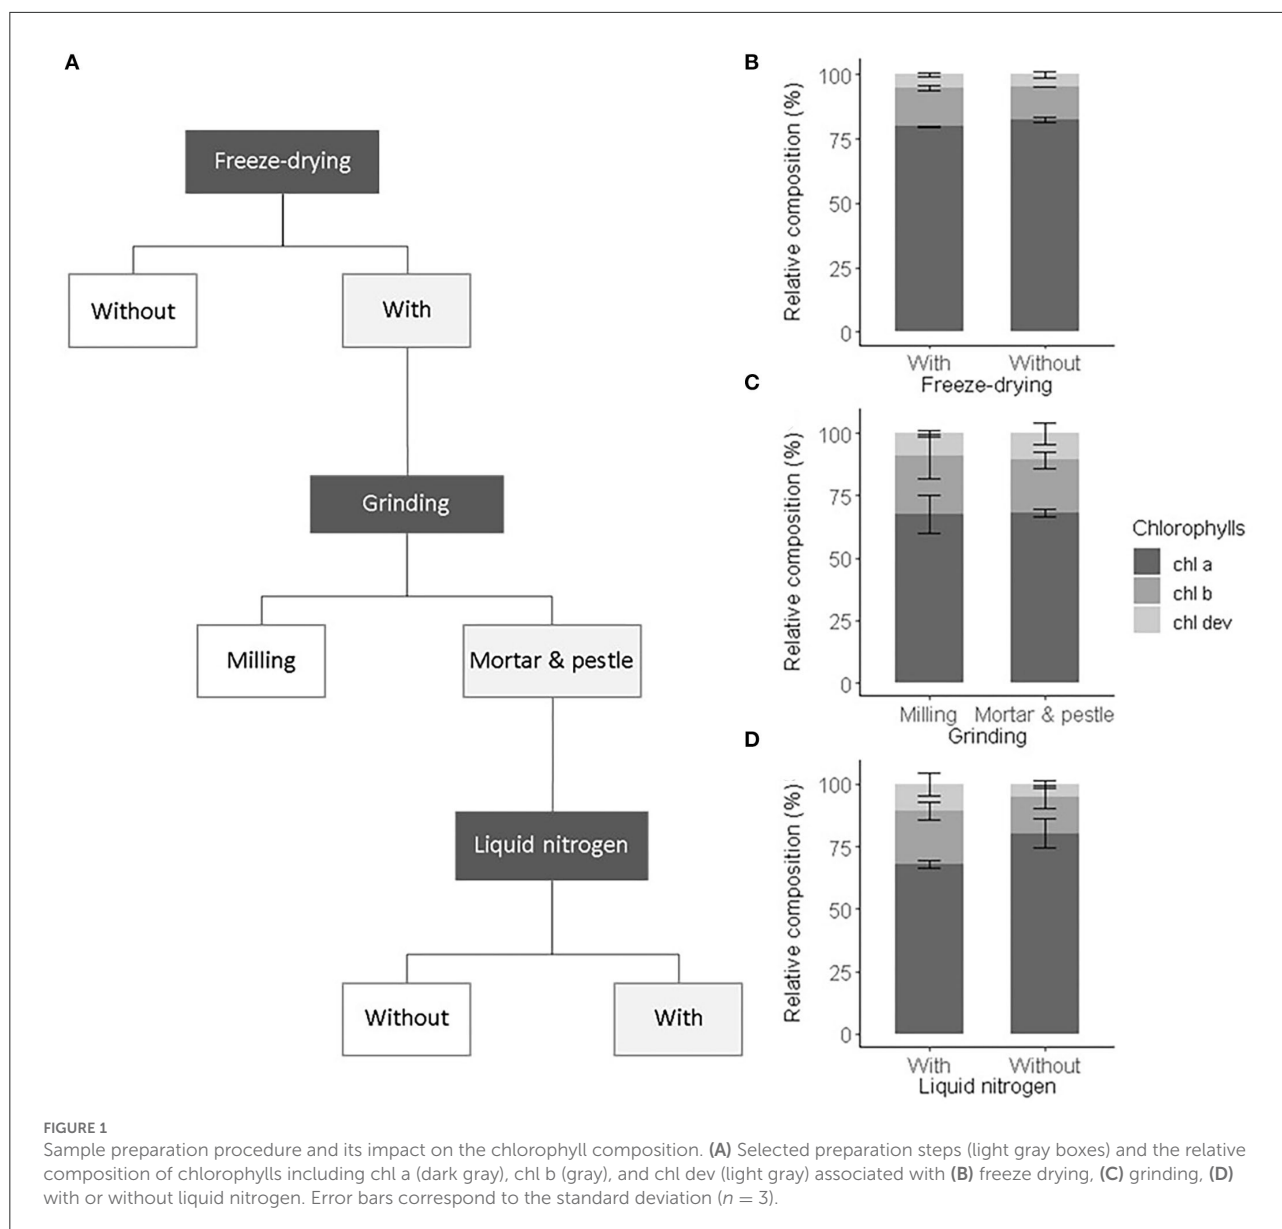 A
Freeze-drying
Without
With
Grinding
Milling
Mortar & pestle
Liquid nitrogen
Without
With
B
Relative composition (%)
100
75
50
25
0
With
Without
Freeze-drying
C
Relative composition (%)
100
75
50
25
0
Milling
Mortar & pestle
Grinding
Chlorophylls
chl a
chl b
chl dev
D
Relative composition (%)
100
75
50
25
0
With
Without
Liquid nitrogen
FIGURE 1
Sample preparation procedure and its impact on the chlorophyll composition. (A) Selected preparation steps (light gray boxes) and the relative
composition of chlorophylls including chl a (dark gray), chl b (gray), and chl dev (light gray) associated with (B) freeze drying, (C) grinding, (D)
with or without liquid nitrogen. Error bars correspond to the standard deviation (n = 3).